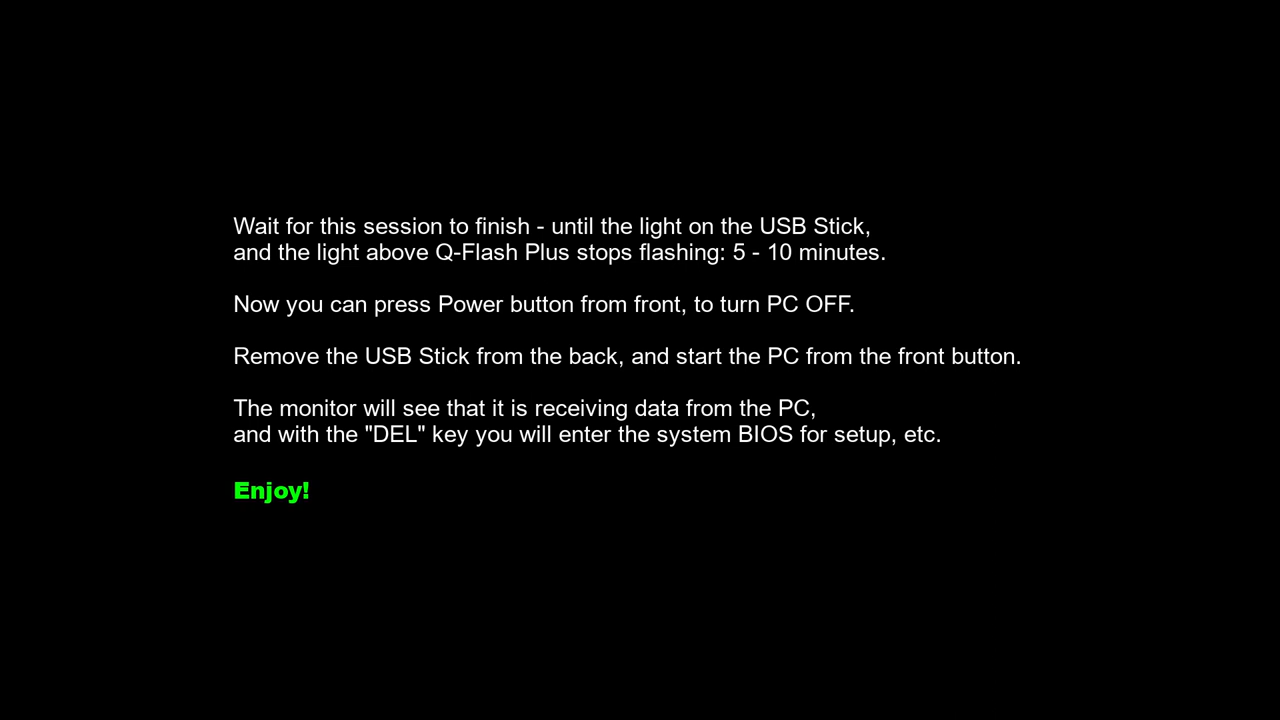 Wait for this session to finish - until the light on the USB Stick,
and the light above Q-Flash Plus stops flashing: 5 - 10 minutes.
Now you can press Power button from front, to turn PC OFF.
Remove the USB Stick from the back, and start the PC from the front button.
The monitor will see that it is receiving data from the PC,
and with the "DEL" key you will enter the system BIOS for setup, etc.
Enjoy!